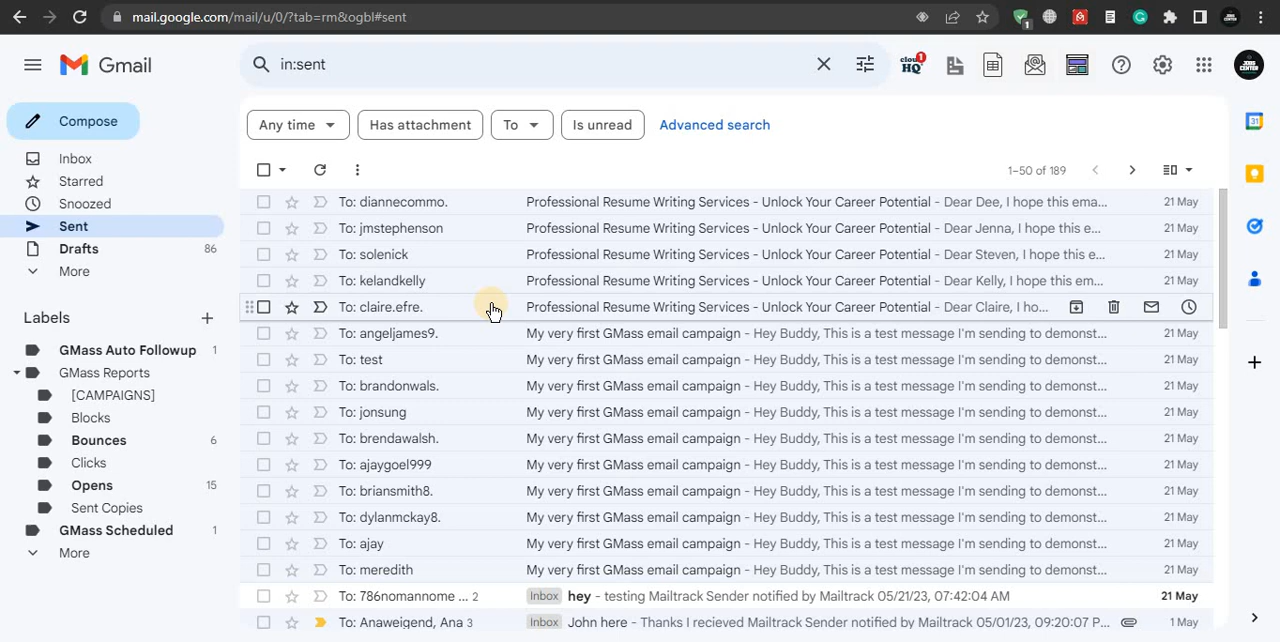 mail.google.com/mail/u/0/?tab=rm&ogbl#sent
1
Gmail
in:sent
cloud HQ 1
JOBS CENTER
Compose
Any time
Has attachment
To
Is unread
Advanced search
Inbox
Starred
Snoozed
Sent
Drafts 86
More
Labels
GMass Auto Followup 1
GMass Reports
[CAMPAIGNS]
Blocks
Bounces 6
Clicks
Opens 15
Sent Copies
GMass Scheduled 1
More
1–50 of 189
To: diannecommo. Professional Resume Writing Services - Unlock Your Career Potential - Dear Dee, I hope this ema... 21 May
To: jmstephenson Professional Resume Writing Services - Unlock Your Career Potential - Dear Jenna, I hope this e... 21 May
To: solenick Professional Resume Writing Services - Unlock Your Career Potential - Dear Steven, I hope this e... 21 May
To: kelandkelly Professional Resume Writing Services - Unlock Your Career Potential - Dear Kelly, I hope this em... 21 May
To: claire.efre. Professional Resume Writing Services - Unlock Your Career Potential - Dear Claire, I ho...
To: angeljames9. My very first GMass email campaign - Hey Buddy, This is a test message I'm sending to demonst... 21 May
To: test My very first GMass email campaign - Hey Buddy, This is a test message I'm sending to demonst... 21 May
To: brandonwals. My very first GMass email campaign - Hey Buddy, This is a test message I'm sending to demonst... 21 May
To: jonsung My very first GMass email campaign - Hey Buddy, This is a test message I'm sending to demonst... 21 May
To: brendawalsh. My very first GMass email campaign - Hey Buddy, This is a test message I'm sending to demonst... 21 May
To: ajaygoel999 My very first GMass email campaign - Hey Buddy, This is a test message I'm sending to demonst... 21 May
To: briansmith8. My very first GMass email campaign - Hey Buddy, This is a test message I'm sending to demonst... 21 May
To: dylanmckay8. My very first GMass email campaign - Hey Buddy, This is a test message I'm sending to demonst... 21 May
To: ajay My very first GMass email campaign - Hey Buddy, This is a test message I'm sending to demonst... 21 May
To: meredith My very first GMass email campaign - Hey Buddy, This is a test message I'm sending to demonst... 21 May
To: 786nomannome ... 2 Inbox hey - testing Mailtrack Sender notified by Mailtrack 05/21/23, 07:42:04 AM 21 May
To: Anaweigend, Ana 3 Inbox John here - Thanks I recieved Mailtrack Sender notified by Mailtrack 05/01/23, 09:20:07 P... 1 May
31